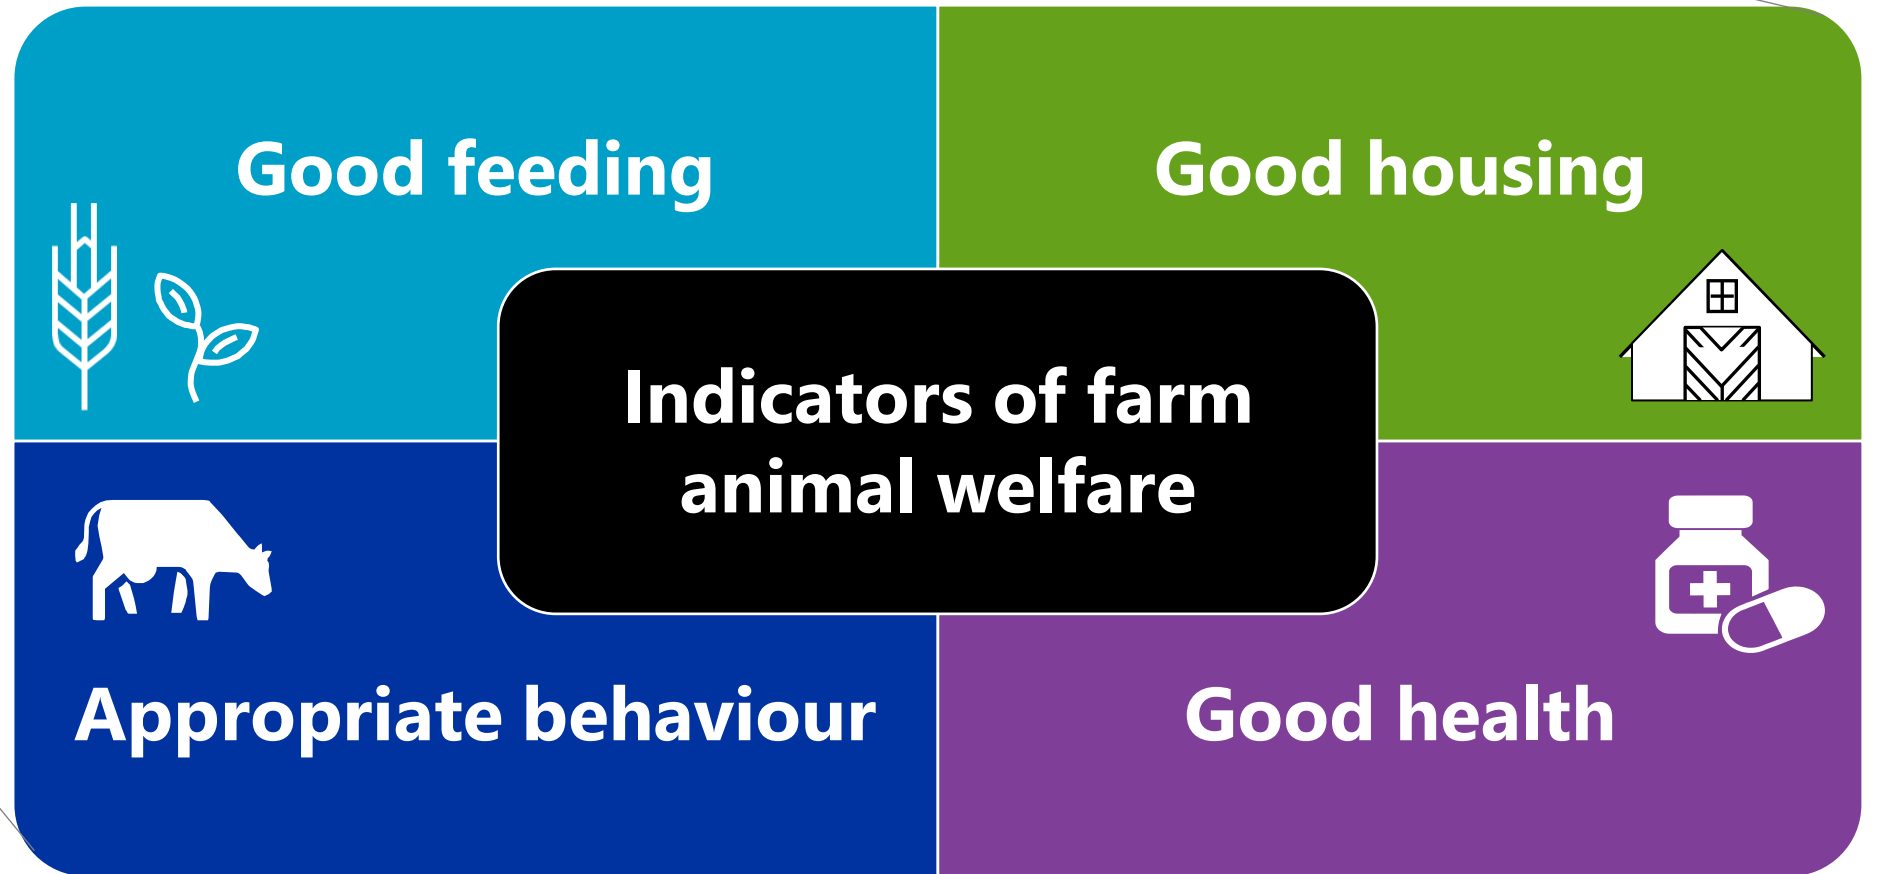 Good feeding
Good housing
Indicators of farm
animal welfare
Appropriate behaviour
Good health